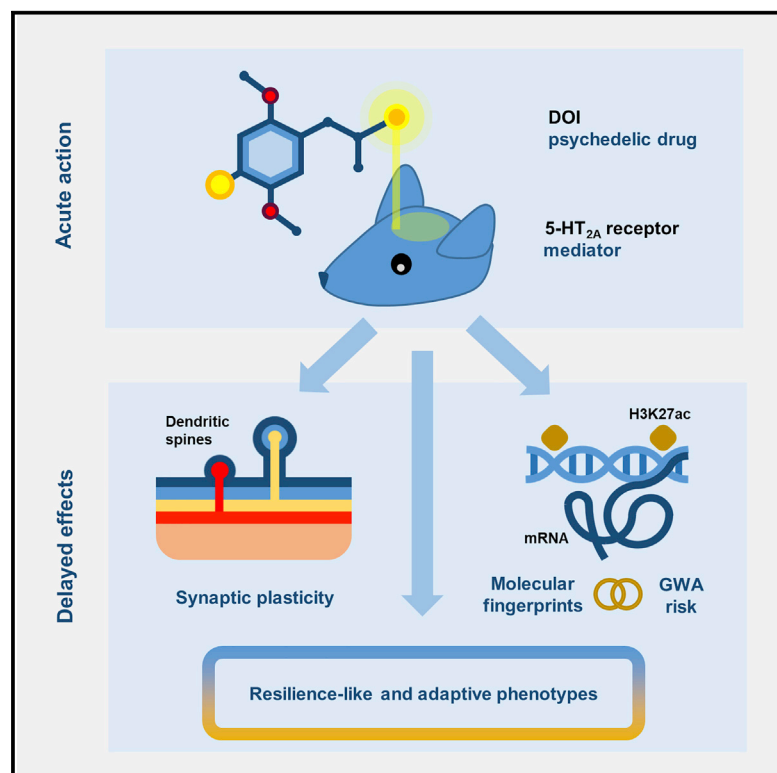 Acute action
DOI
psychedelic drug
5-HT2A receptor
mediator
Delayed effects
Dendritic
spines
Synaptic plasticity
H3K27ac
mRNA
Molecular
fingerprints
GWA
risk
Resilience-like and adaptive phenotypes